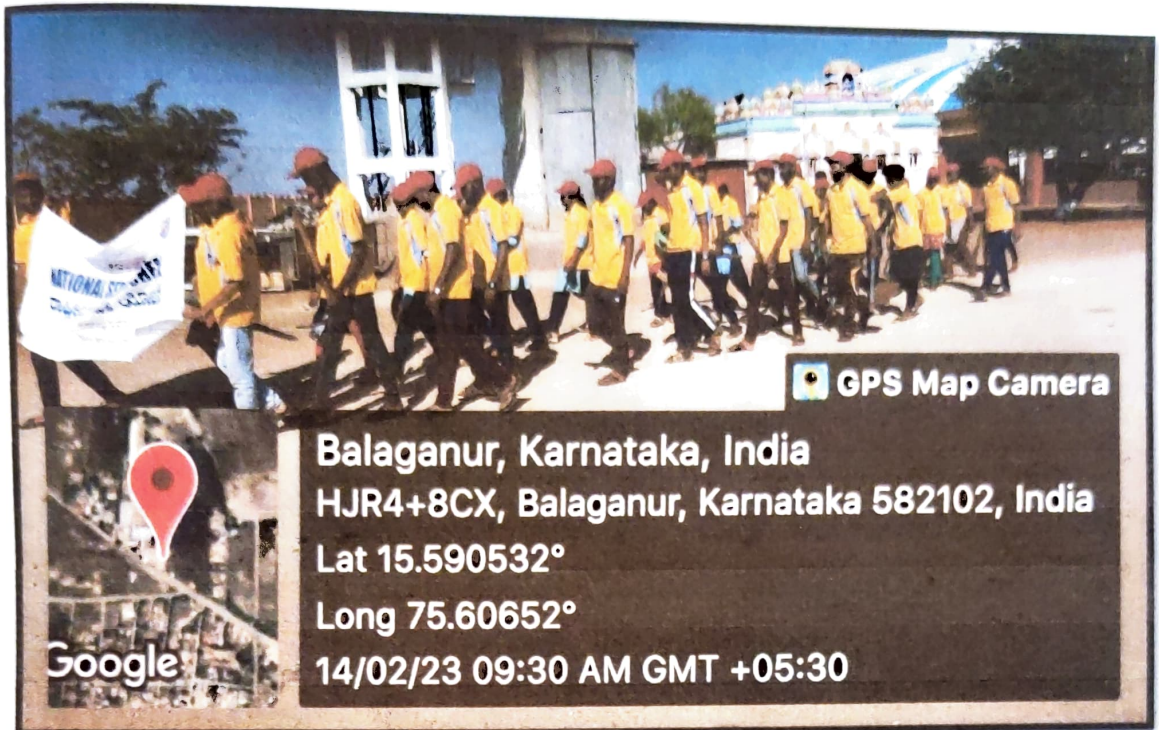 NATIONAL
GPS Map Camera
Balaganur, Karnataka, India
HJR4+8CX, Balaganur, Karnataka 582102, India
Lat 15.590532°
Long 75.60652°
14/02/23 09:30 AM GMT +05:30
Google